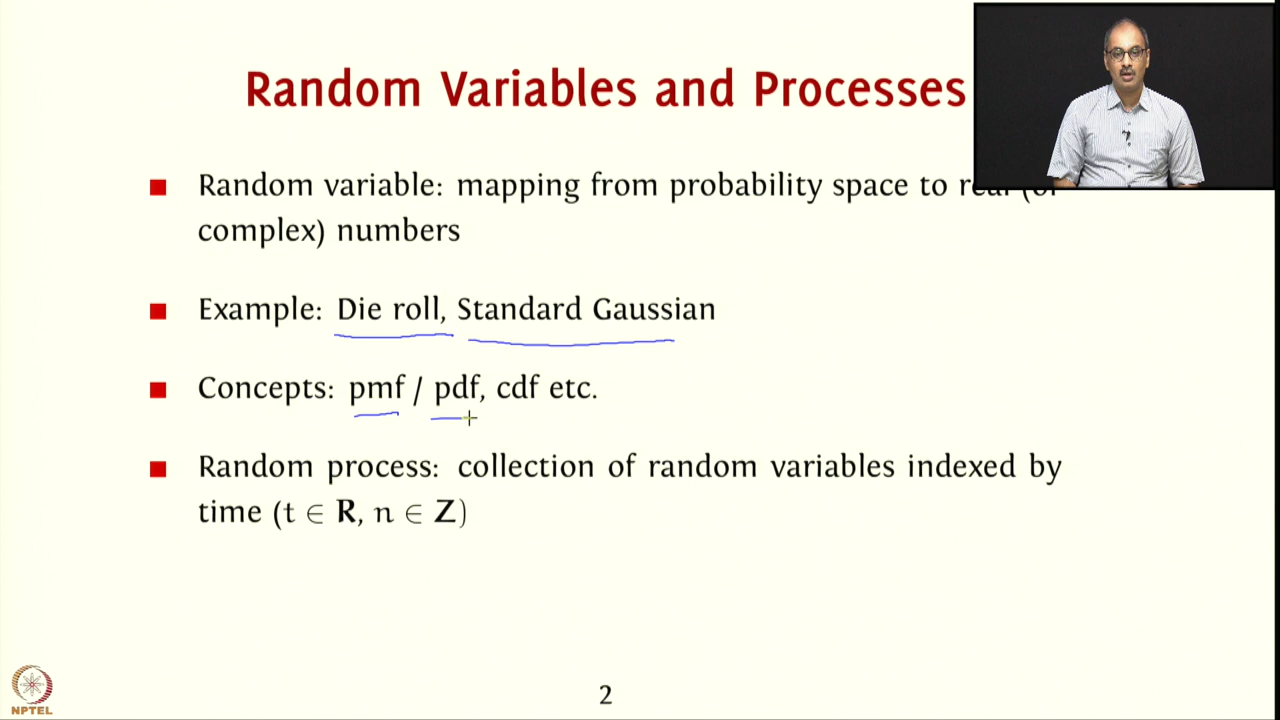 Random Variables and Processes
Random variable: mapping from probability space to
complex) numbers
Example: Die roll, Standard Gaussian
Concepts: pmf / pdf, cdf etc.
Random process: collection of random variables indexed by
time (t ∈ R, n ∈ Z)
2
NPTEL